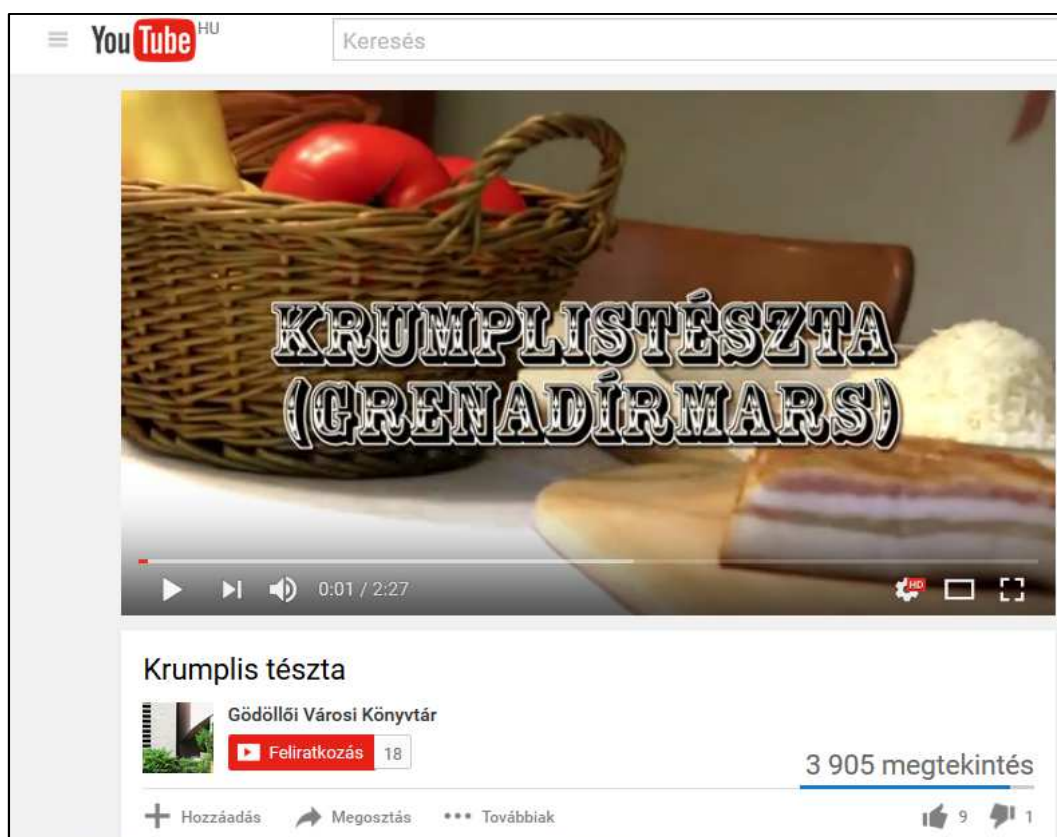 YouTube HU
Keresés
KRUMPLISTÉSZTA
(GRENADÍRMARS)
0:01 / 2:27
HD
Krumplis tészta
Gödöllői Városi Könyvtár
Feliratkozás 18
3 905 megtekintés
Hozzáadás Megosztás Továbbiak 9 1